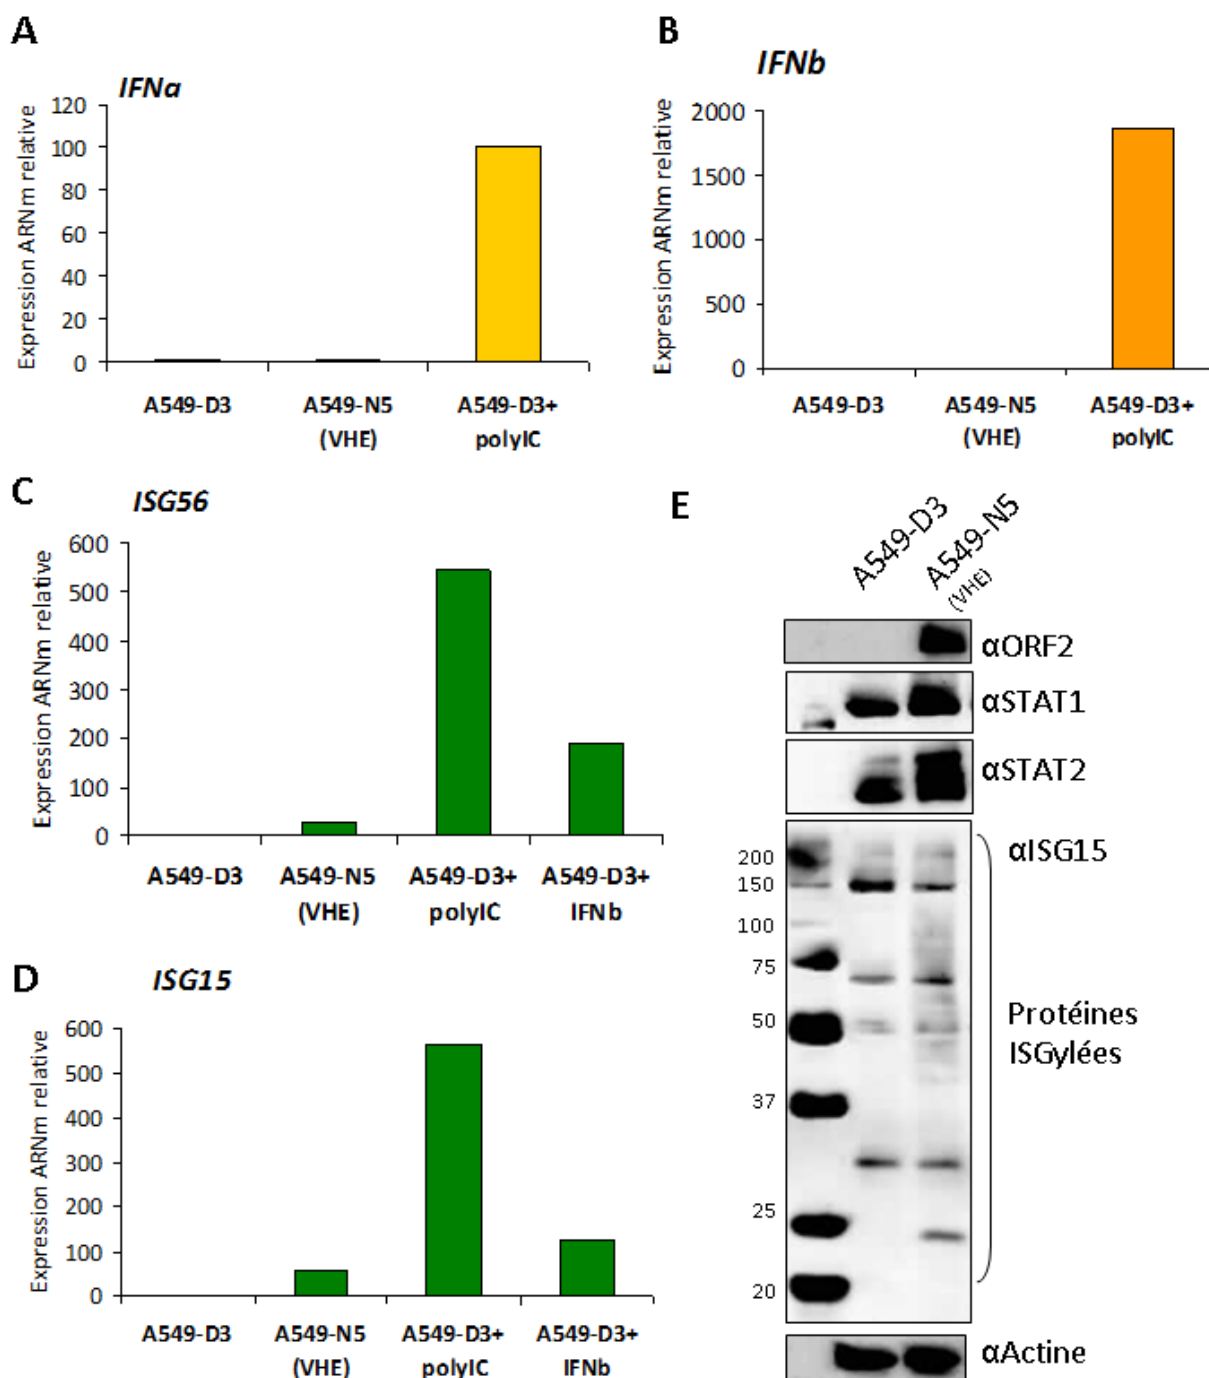 A
IFNa
Expression ARNm relative
120
100
80
60
40
20
0
A549-D3
A549-N5
(VHE)
A549-D3+
polyIC
B
IFNb
Expression ARNm relative
2000
1500
1000
500
0
A549-D3
A549-N5
(VHE)
A549-D3+
polyIC
C
ISG56
Expression ARNm relative
600
500
400
300
200
100
0
A549-D3
A549-N5
(VHE)
A549-D3+
polyIC
A549-D3+
IFNb
D
ISG15
Expression ARNm relative
600
500
400
300
200
100
0
A549-D3
A549-N5
(VHE)
A549-D3+
polyIC
A549-D3+
IFNb
E
A549-D3
A549-N5
(VHE)
αORF2
αSTAT1
αSTAT2
αISG15
200
150
100
75
50
37
25
20
Protéines
ISGylées
αActine